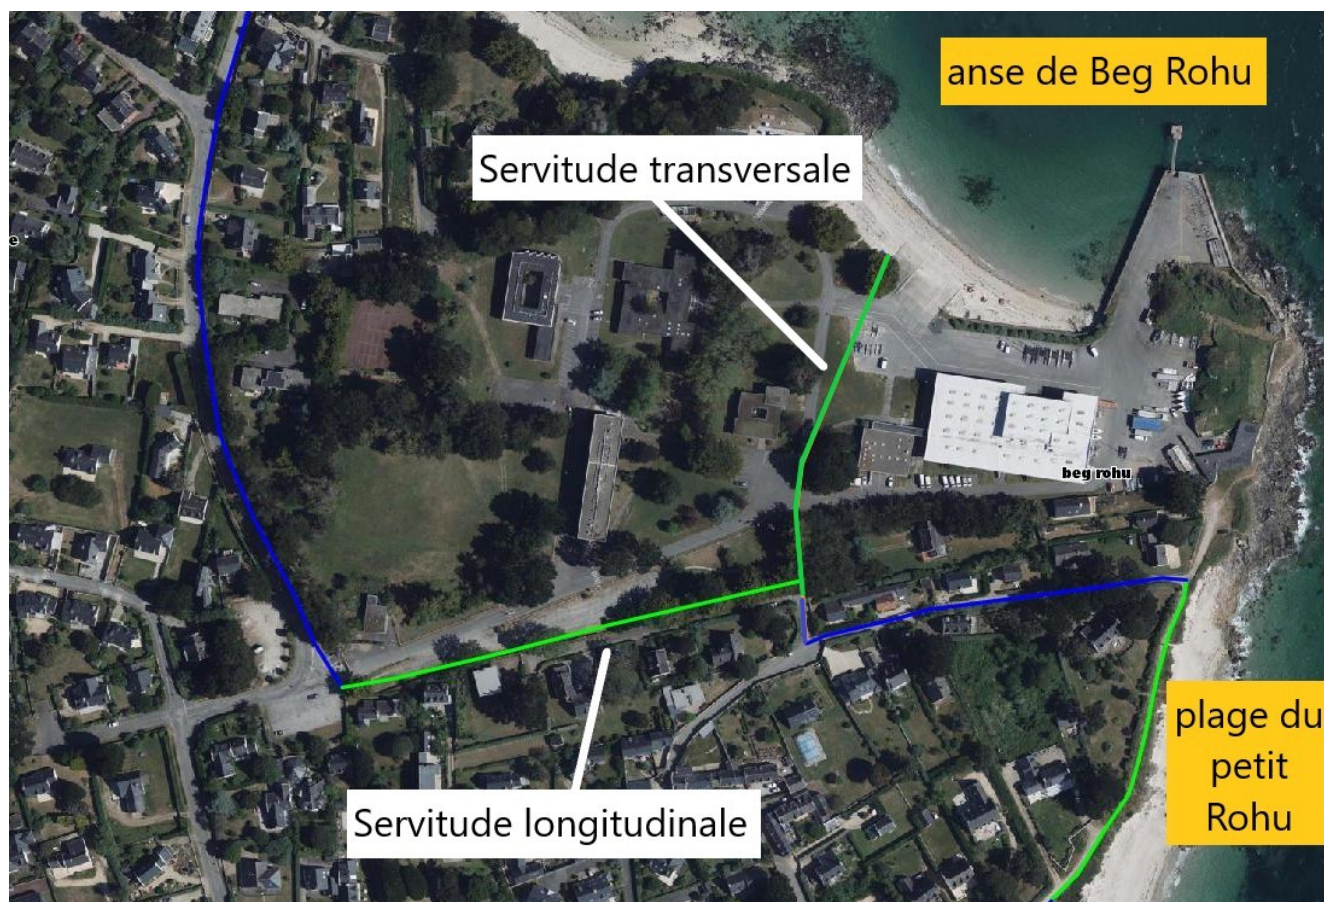 anse de Beg Rohu
Servitude transversale
e
beg rohu
plage du
petit
Rohu
Servitude longitudinale